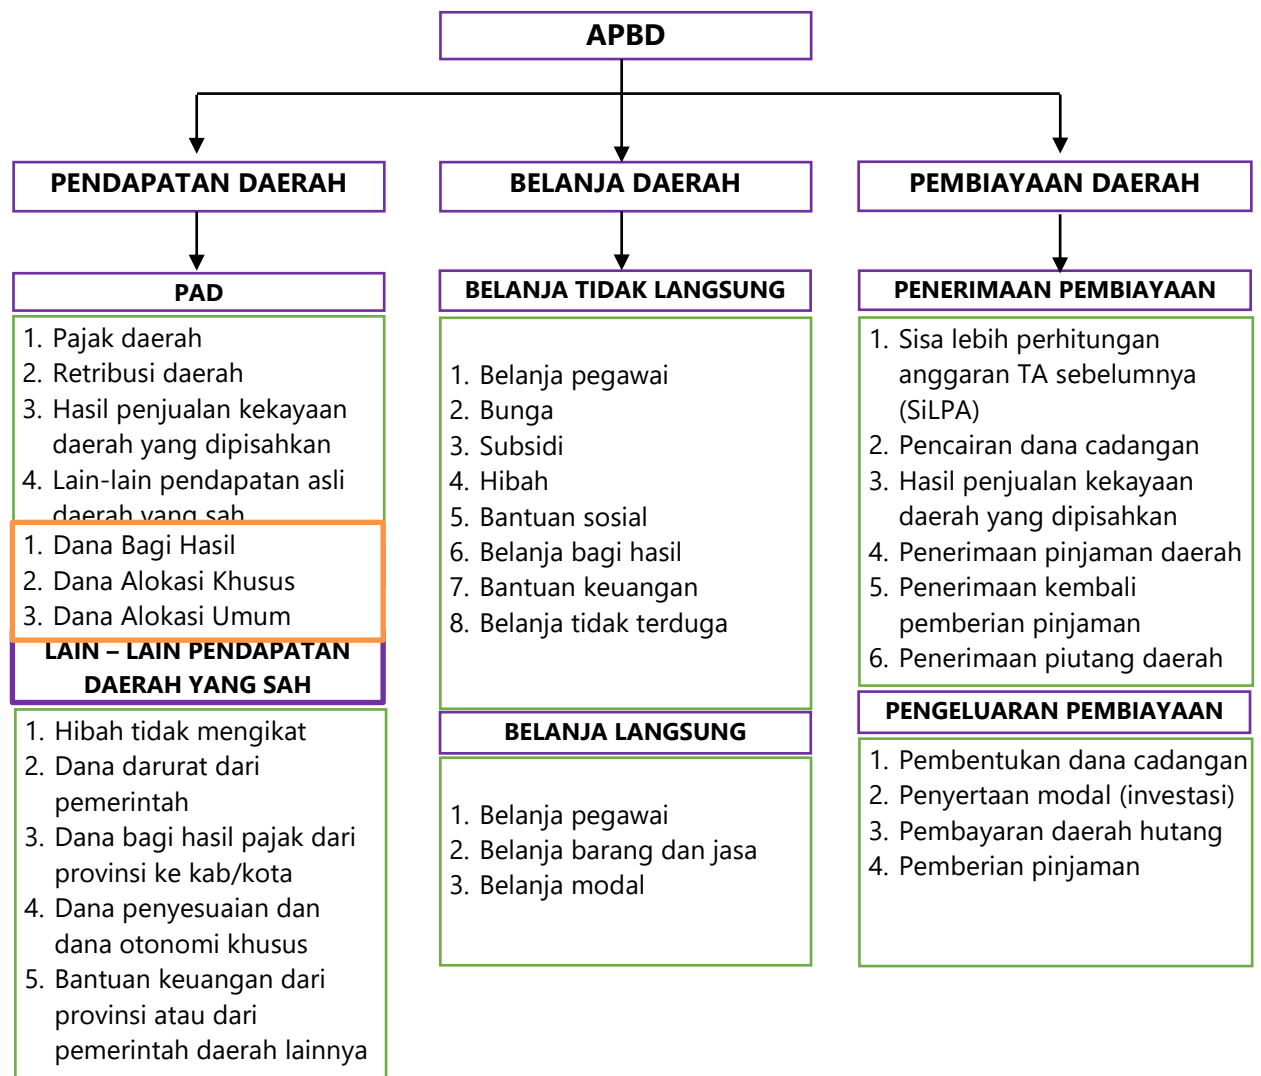 APBD
PENDAPATAN DAERAH
PAD
1. Pajak daerah
2. Retribusi daerah
3. Hasil penjualan kekayaan
daerah yang dipisahkan
4. Lain-lain pendapatan asli
daerah yang sah
1. Dana Bagi Hasil
2. Dana Alokasi Khusus
3. Dana Alokasi Umum
LAIN – LAIN PENDAPATAN
DAERAH YANG SAH
1. Hibah tidak mengikat
2. Dana darurat dari
pemerintah
3. Dana bagi hasil pajak dari
provinsi ke kab/kota
4. Dana penyesuaian dan
dana otonomi khusus
5. Bantuan keuangan dari
provinsi atau dari
pemerintah daerah lainnya
BELANJA DAERAH
BELANJA TIDAK LANGSUNG
1. Belanja pegawai
2. Bunga
3. Subsidi
4. Hibah
5. Bantuan sosial
6. Belanja bagi hasil
7. Bantuan keuangan
8. Belanja tidak terduga
BELANJA LANGSUNG
1. Belanja pegawai
2. Belanja barang dan jasa
3. Belanja modal
PEMBIAYAAN DAERAH
PENERIMAAN PEMBIAYAAN
1. Sisa lebih perhitungan
anggaran TA sebelumnya
(SiLPA)
2. Pencairan dana cadangan
3. Hasil penjualan kekayaan
daerah yang dipisahkan
4. Penerimaan pinjaman daerah
5. Penerimaan kembali
pemberian pinjaman
6. Penerimaan piutang daerah
PENGELUARAN PEMBIAYAAN
1. Pembentukan dana cadangan
2. Penyertaan modal (investasi)
3. Pembayaran daerah hutang
4. Pemberian pinjaman